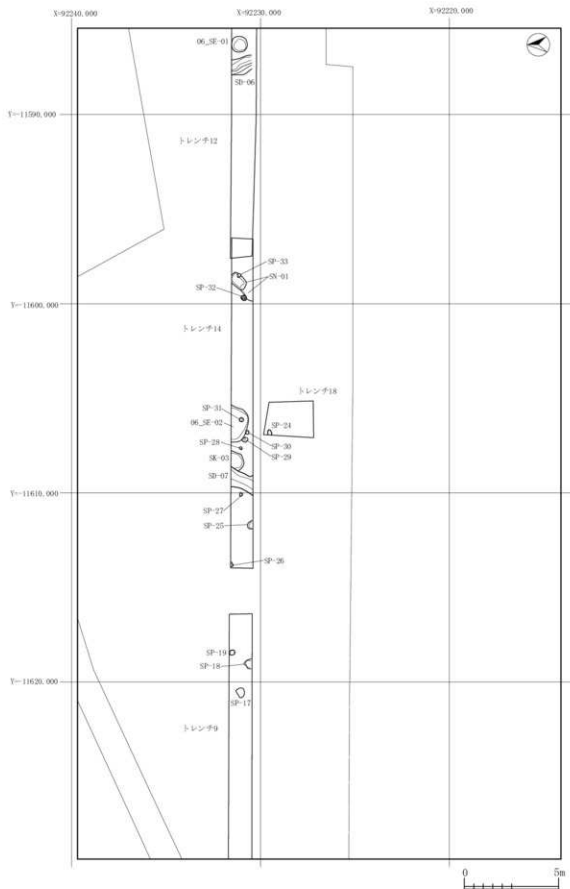 X=92240.000
X=92230.000
X=92220.000
06_SE-01
SD-06
Y=-11590.000
トレンチ12
SP-33
SN-01
SP-32
Y=-11600.000
トレンチ14
トレンチ18
SP-31
06_SE-02
SP-24
SP-30
SP-28
SP-29
SK-03
SD-07
Y=-11610.000
SP-27
SP-25
SP-26
SP-19
SP-18
Y=-11620.000
SP-17
トレンチ9
0
5m